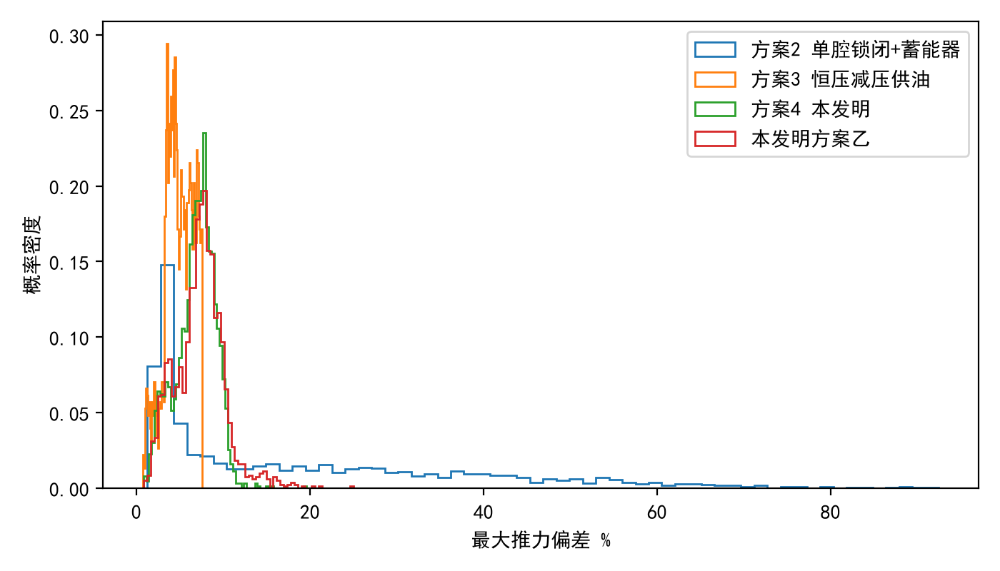 0.30
0.25
0.20
0.15
0.10
0.05
0.00
概率密度
方案2 单腔锁闭+蓄能器
方案3 恒压减压供油
方案4 本发明
本发明方案乙
0 20 40 60 80
最大推力偏差 %